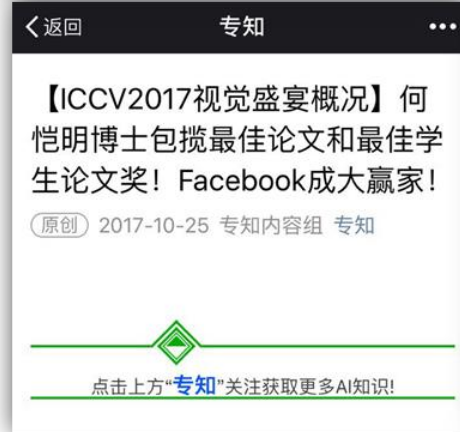 返回 专知
【ICCV2017视觉盛宴概况】何
恺明博士包揽最佳论文和最佳学
生论文奖！Facebook成大赢家！
原创 2017-10-25 专知内容组 专知
点击上方“专知”关注获取更多AI知识!